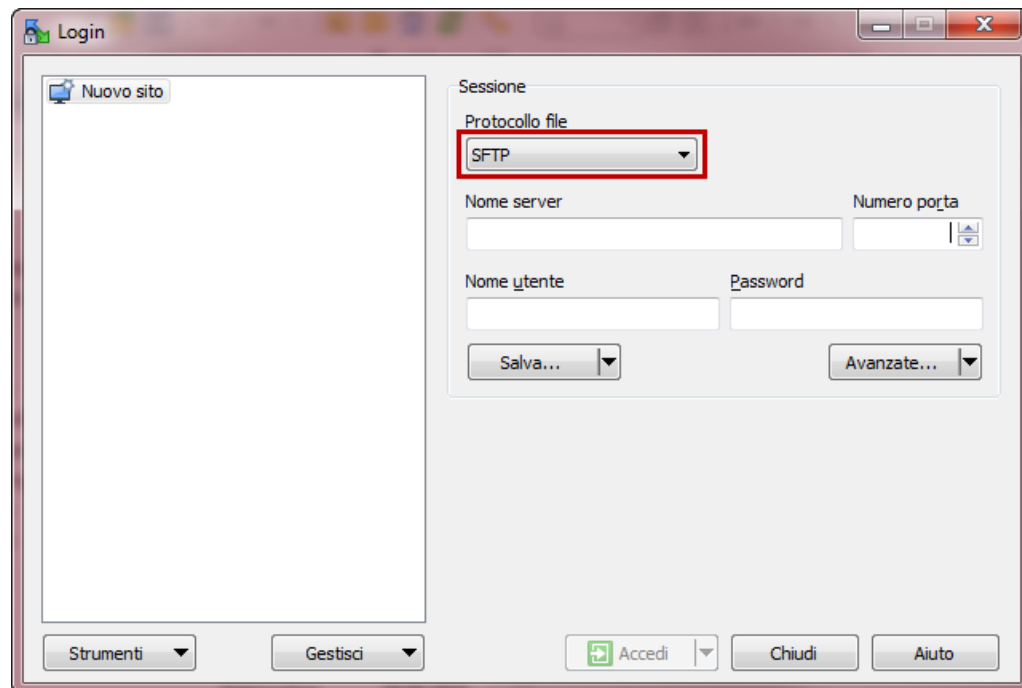 Login
Nuovo sito
Sessione
Protocollo file
SFTP
Nome server Numero porta
Nome utente Password
Salva... Avanzate...
Strumenti Gestisci Accedi Chiudi Aiuto